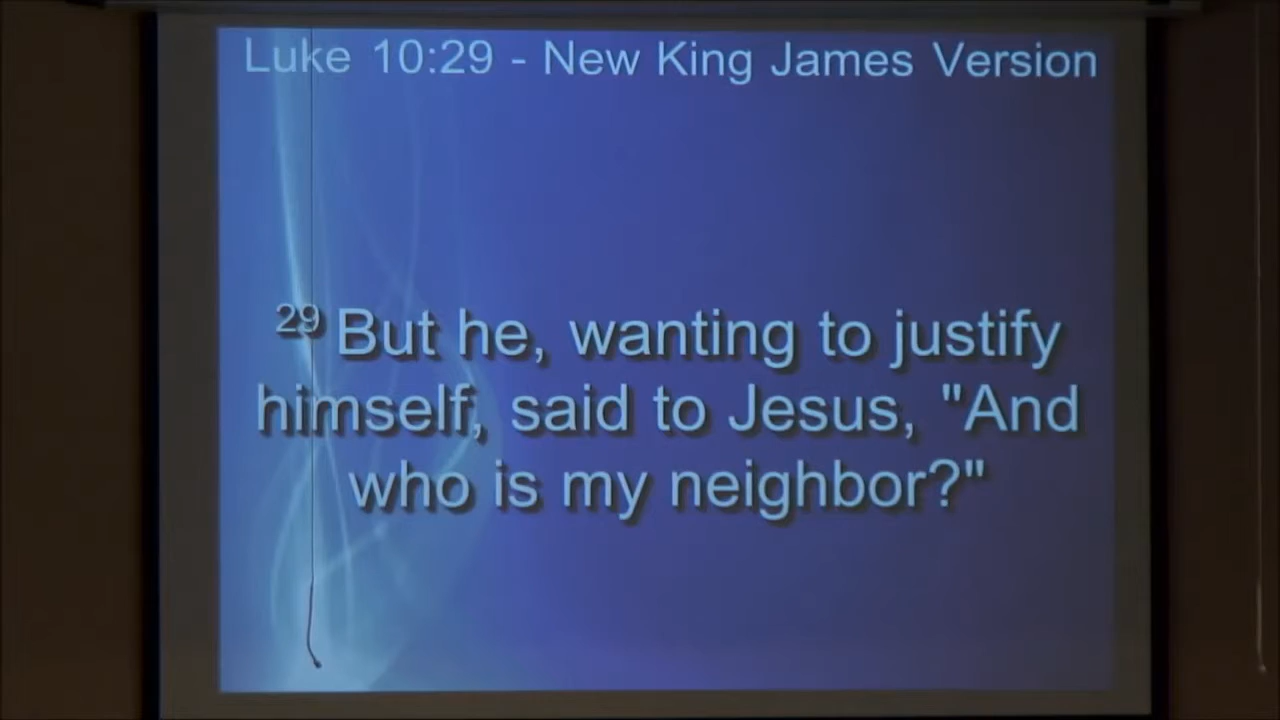 Luke 10:29 - New King James Version
29 But he, wanting to justify
himself, said to Jesus, "And
who is my neighbor?"